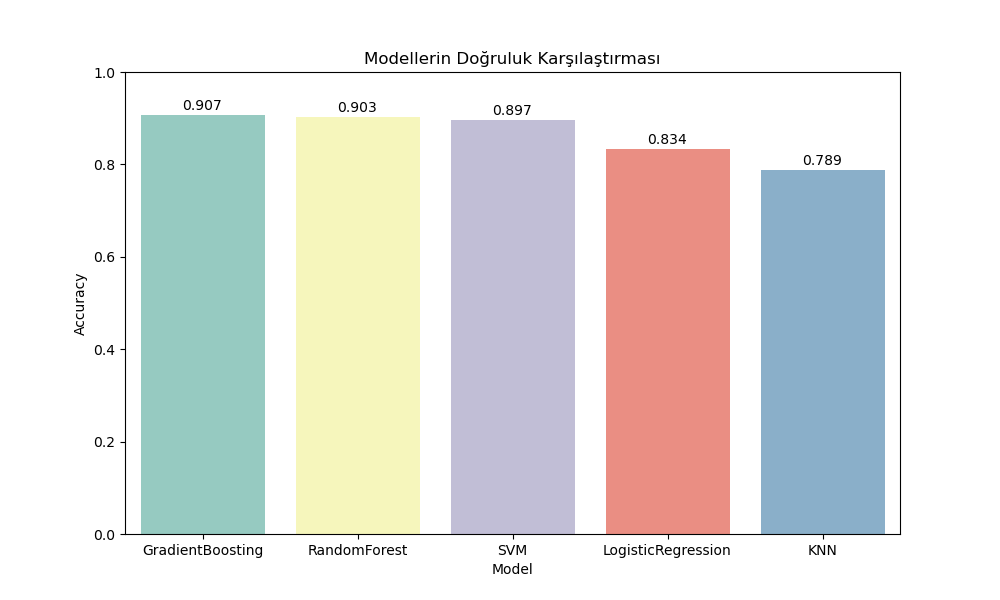 Modellerin Doğruluk Karşılaştırması
1.0
0.8
0.6
0.4
0.2
0.0
Accuracy
0.907
0.903
0.897
0.834
0.789
GradientBoosting
RandomForest
SVM
LogisticRegression
KNN
Model